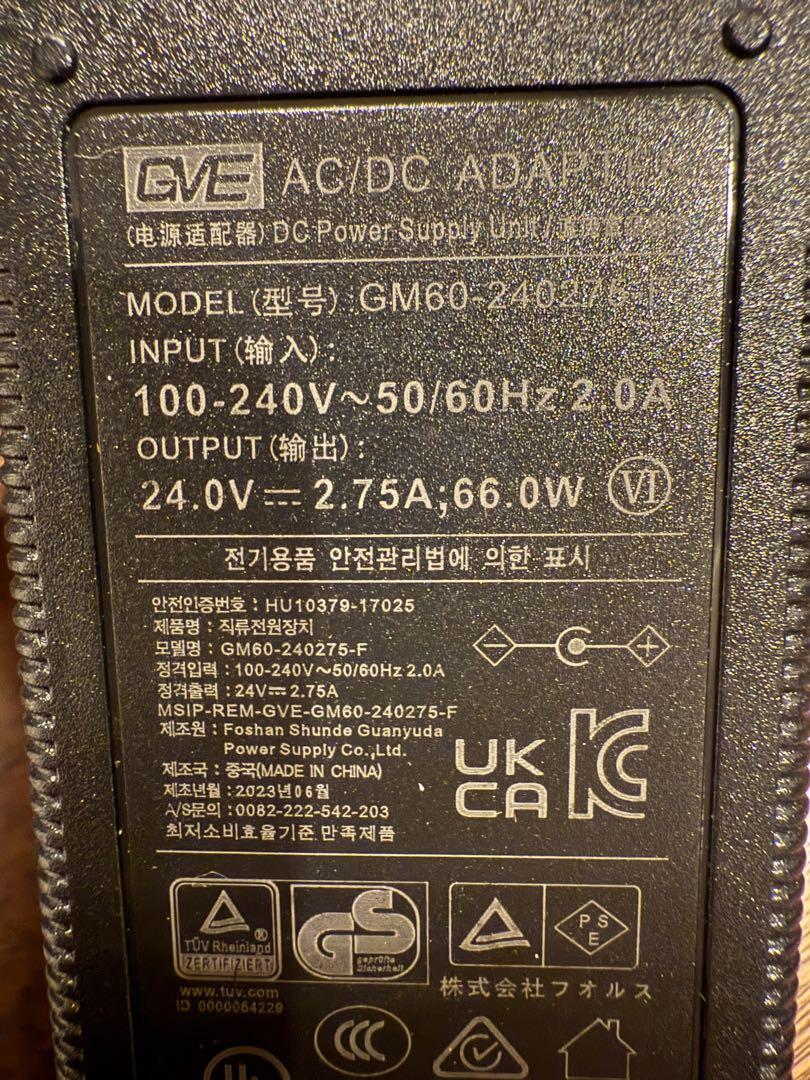 GVE AC/DC ADAPTER
(电源适配器) DC Power Supply Unit /
MODEL (型号) : GM60-240275-F
INPUT (输入) :
100-240V~50/60Hz 2.0A
OUTPUT (输出) :
24.0V⎓2.75A;66.0W VI
전기용품 안전관리법에 의한 표시
안전인증번호 : HU10379-17025
제품명 : 직류전원장치
모델명 : GM60-240275-F
정격입력 : 100-240V~50/60Hz 2.0A
정격출력 : 24V⎓2.75A
MSIP-REM-GVE-GM60-240275-F
제조원 : Foshan Shunde Guanyuda
Power Supply Co.,Ltd.
제조국 : 중국(MADE IN CHINA)
제조년월 : 2023년06월
A/S문의 : 0082-222-542-203
최저소비효율기준 만족제품
- +
UK
CA
KC
TÜV Rheinland ®
ZERTIFIZIERT
GS
geprüfte
Sicherheit
PS
E
www.tuv.com
ID 0000054229
株式会社フオルス
CCC